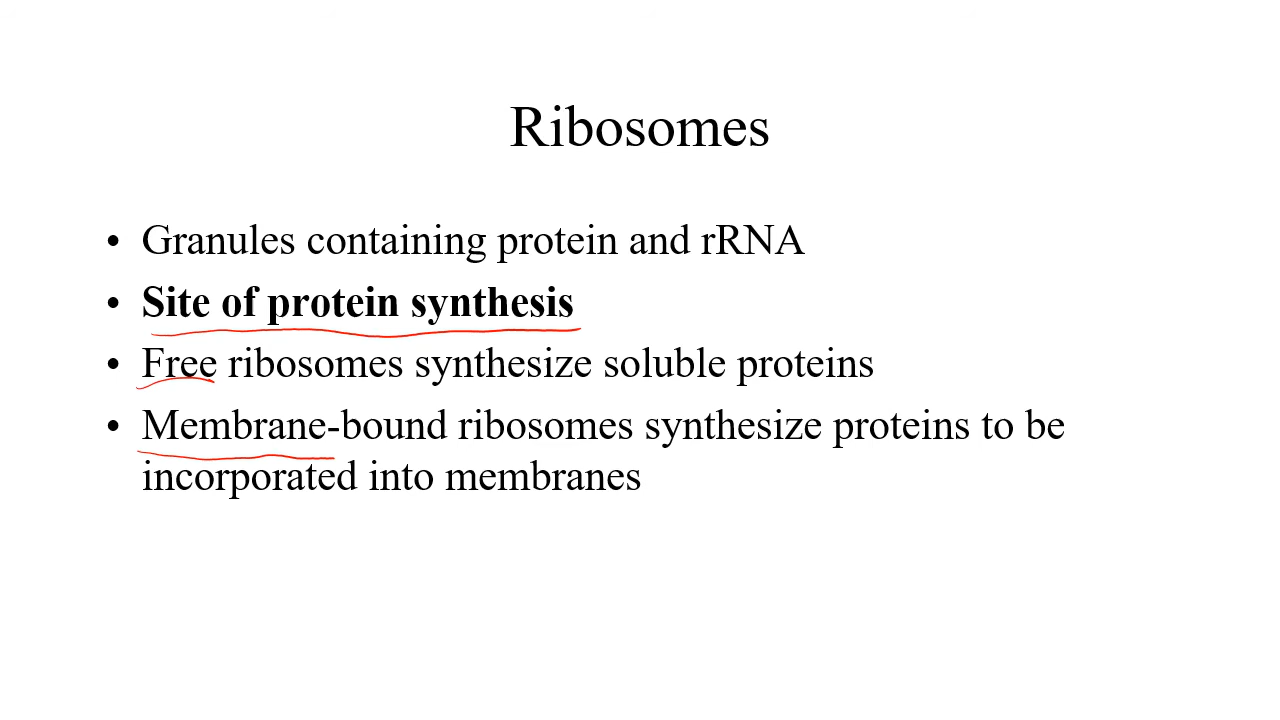 Ribosomes
• Granules containing protein and rRNA
• Site of protein synthesis
• Free ribosomes synthesize soluble proteins
• Membrane-bound ribosomes synthesize proteins to be
incorporated into membranes